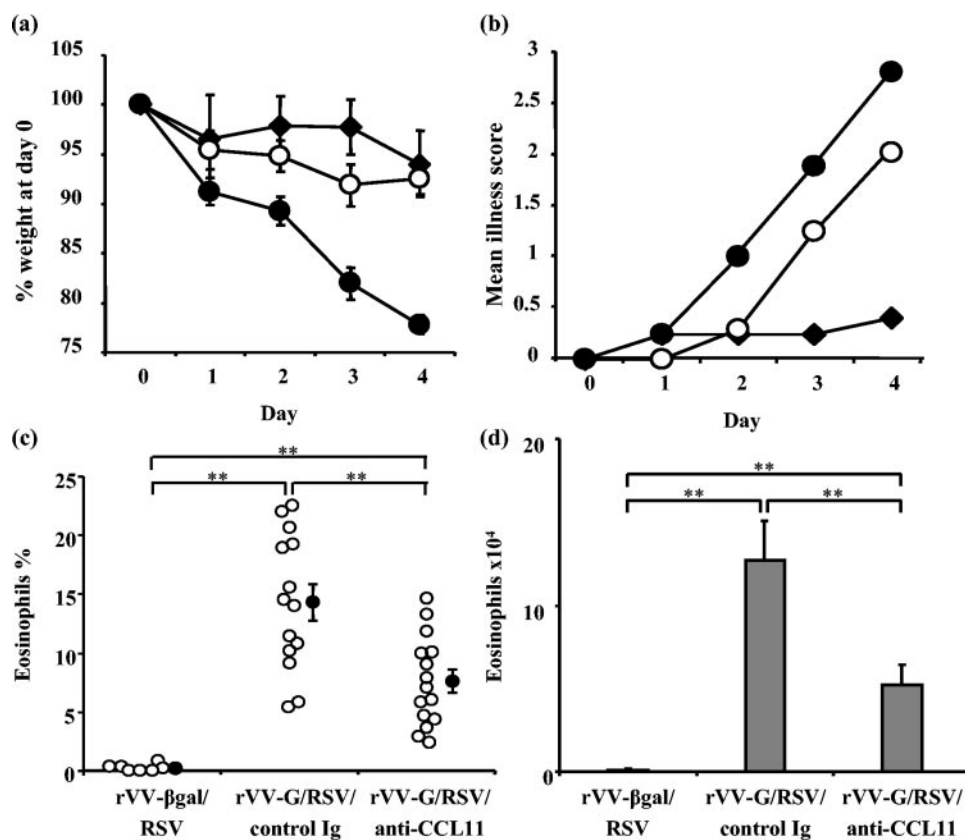 (a)
105
100
95
90
85
80
75
% weight at day 0
0 1 2 3 4
Day
(b)
3
2.5
2
1.5
1
0.5
0
Mean illness score
0 1 2 3 4
Day
(c)
25
20
15
10
5
0
Eosinophils %
**
** **
rVV-βgal/ rVV-G/RSV/ rVV-G/RSV/
RSV control Ig anti-CCL11
(d)
20
10
0
Eosinophils x10⁴
**
** **
rVV-βgal/ rVV-G/RSV/ rVV-G/RSV/
RSV control Ig anti-CCL11